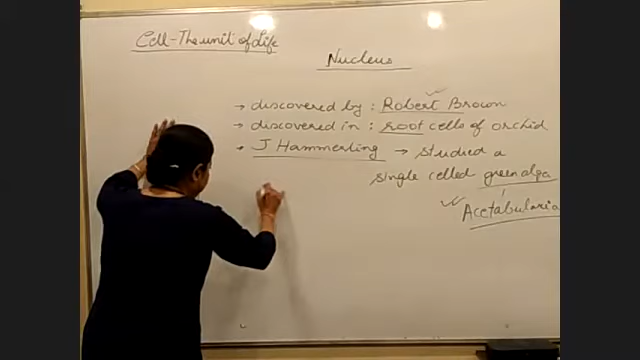 Cell-The unit of Life
Nucleus
→ discovered by : Robert Brown
→ discovered in : root cells of orchid
→ J Hammerling → studied a
single celled green alga
Acetabularia